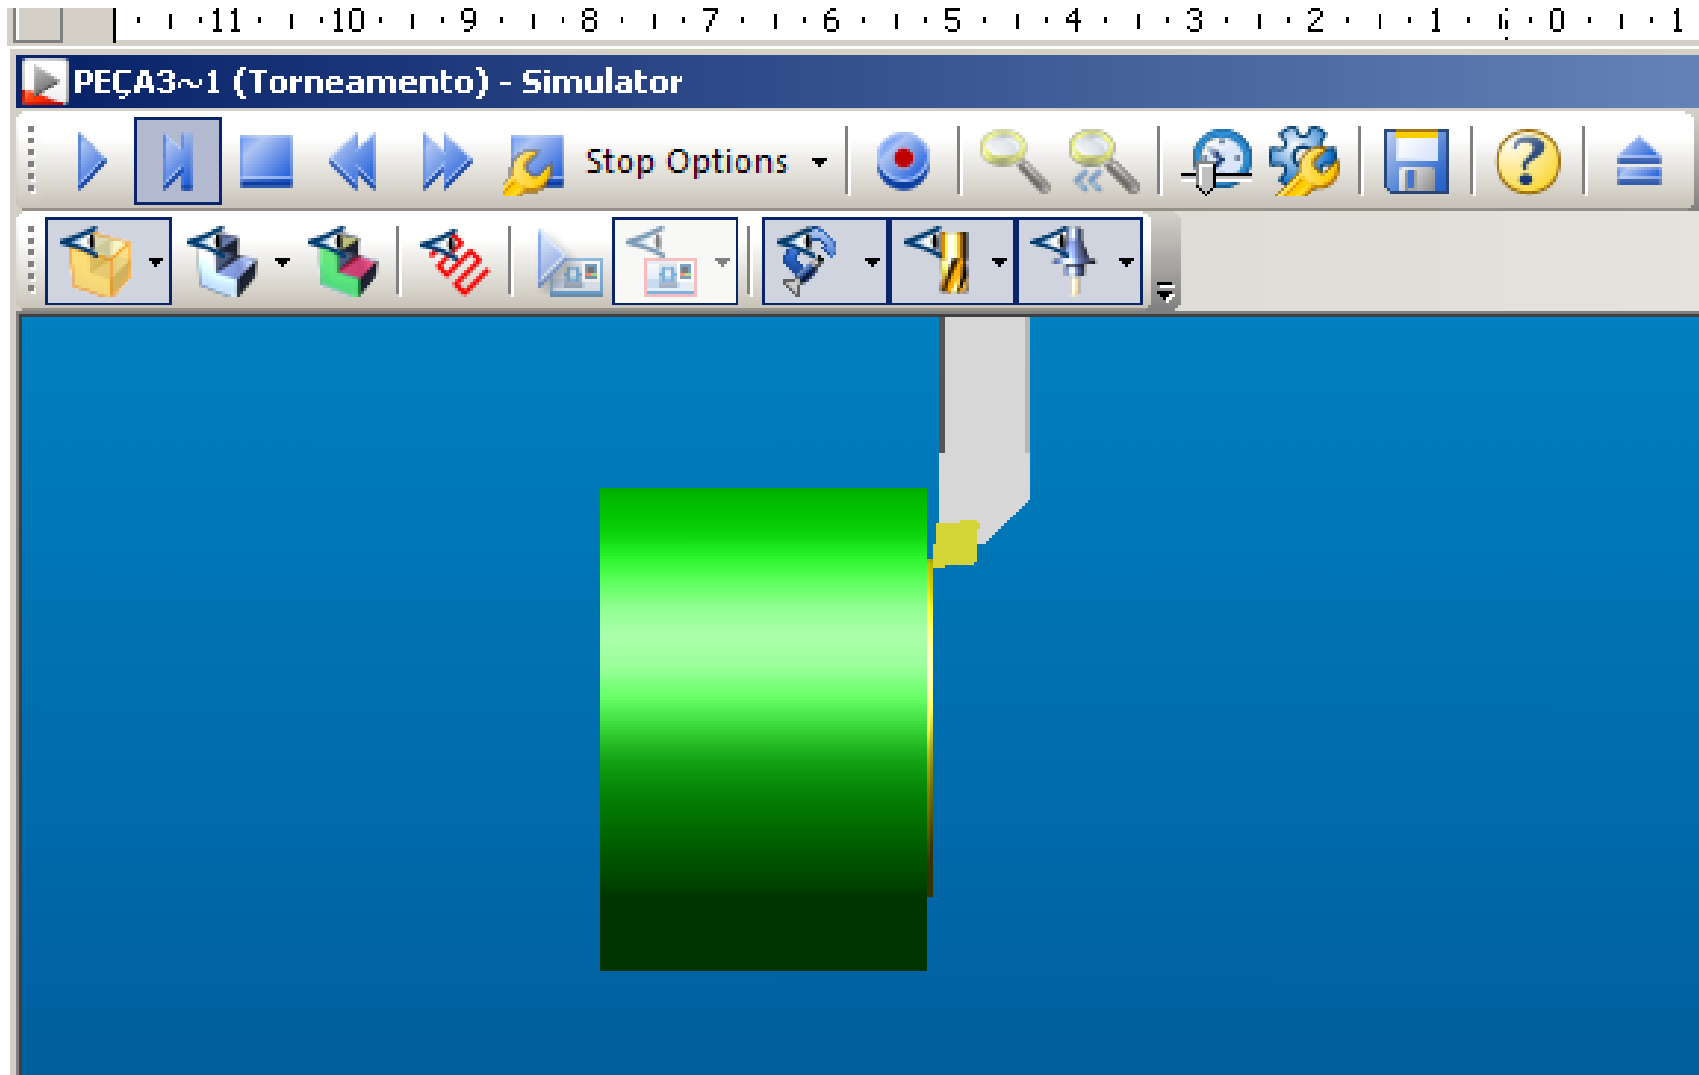 11 10 9 8 7 6 5 4 3 2 1 0 1
PEÇA3~1 (Torneamento) - Simulator
Stop Options
?